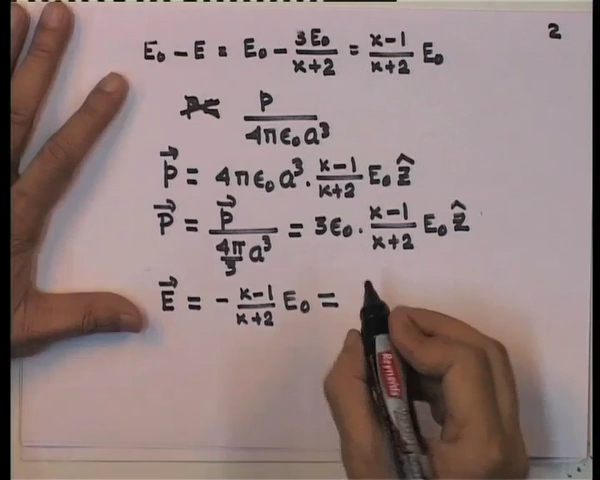 2
E₀ − E = E₀ − 3E₀/(κ+2) = (κ−1)/(κ+2) E₀
p/(4πε₀a³)
p⃗ = 4πε₀a³ · (κ−1)/(κ+2) E₀ ẑ
P⃗ = p⃗/((4π/3)a³) = 3ε₀ · (κ−1)/(κ+2) E₀ ẑ
E⃗ = − (κ−1)/(κ+2) E₀ =
Reynolds